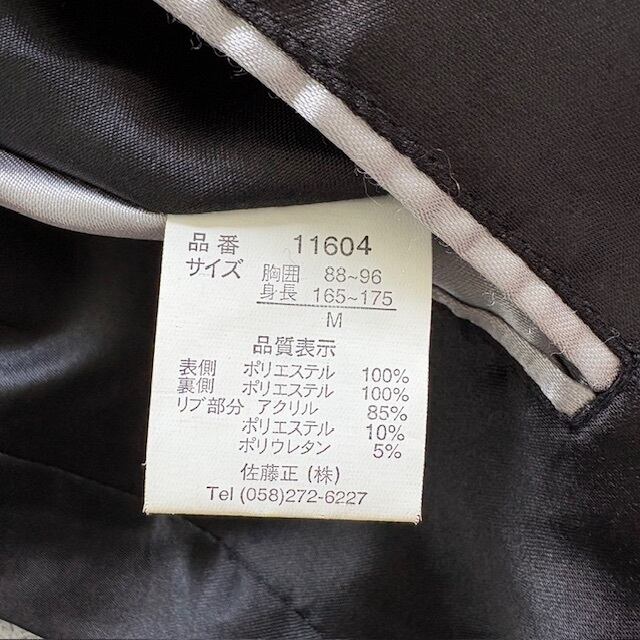 品番 11604
サイズ 胸囲 88~96
身長 165~175
M
品質表示
表側 ポリエステル 100%
裏側 ポリエステル 100%
リブ部分 アクリル 85%
ポリエステル 10%
ポリウレタン 5%
佐藤正(株)
Tel (058)272-6227